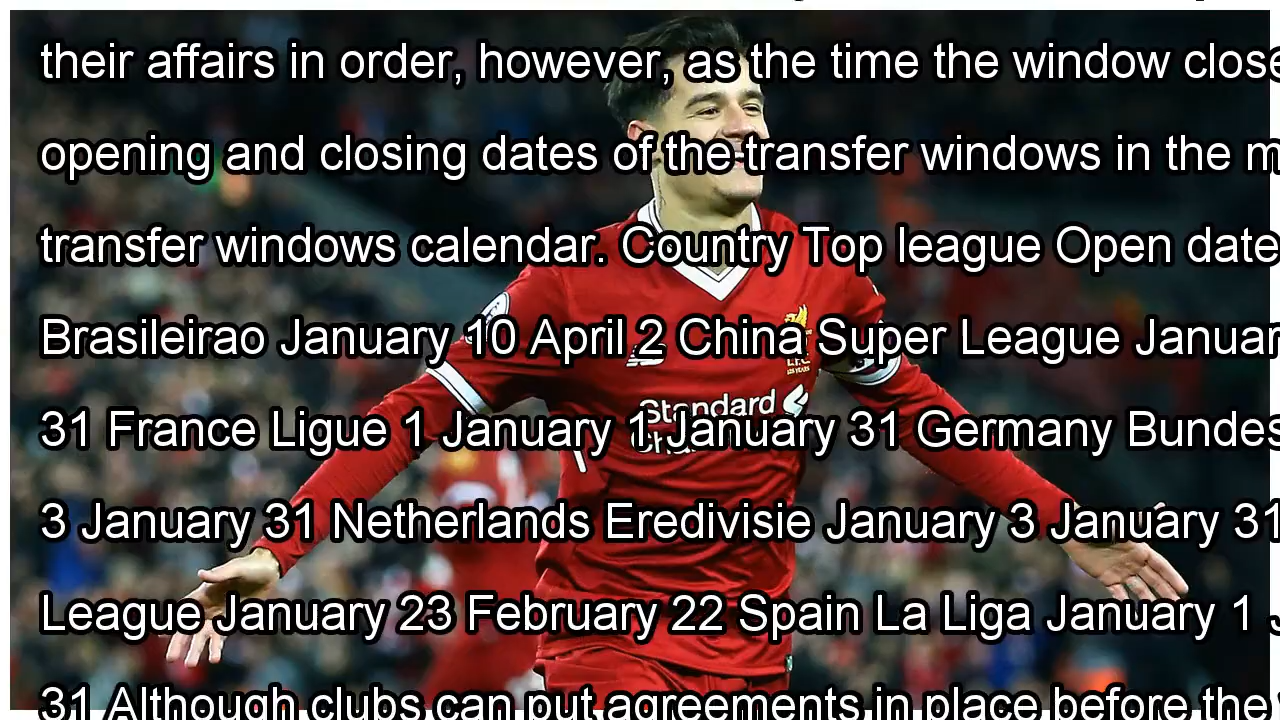 their affairs in order, however, as the time the window close
opening and closing dates of the transfer windows in the m
transfer windows calendar. Country Top league Open date
Brasileirao January 10 April 2 China Super League Januar
31 France Ligue 1 January 1 January 31 Germany Bundes
3 January 31 Netherlands Eredivisie January 3 January 31
League January 23 February 22 Spain La Liga January 1 J
31 Although clubs can put agreements in place before the
Standard